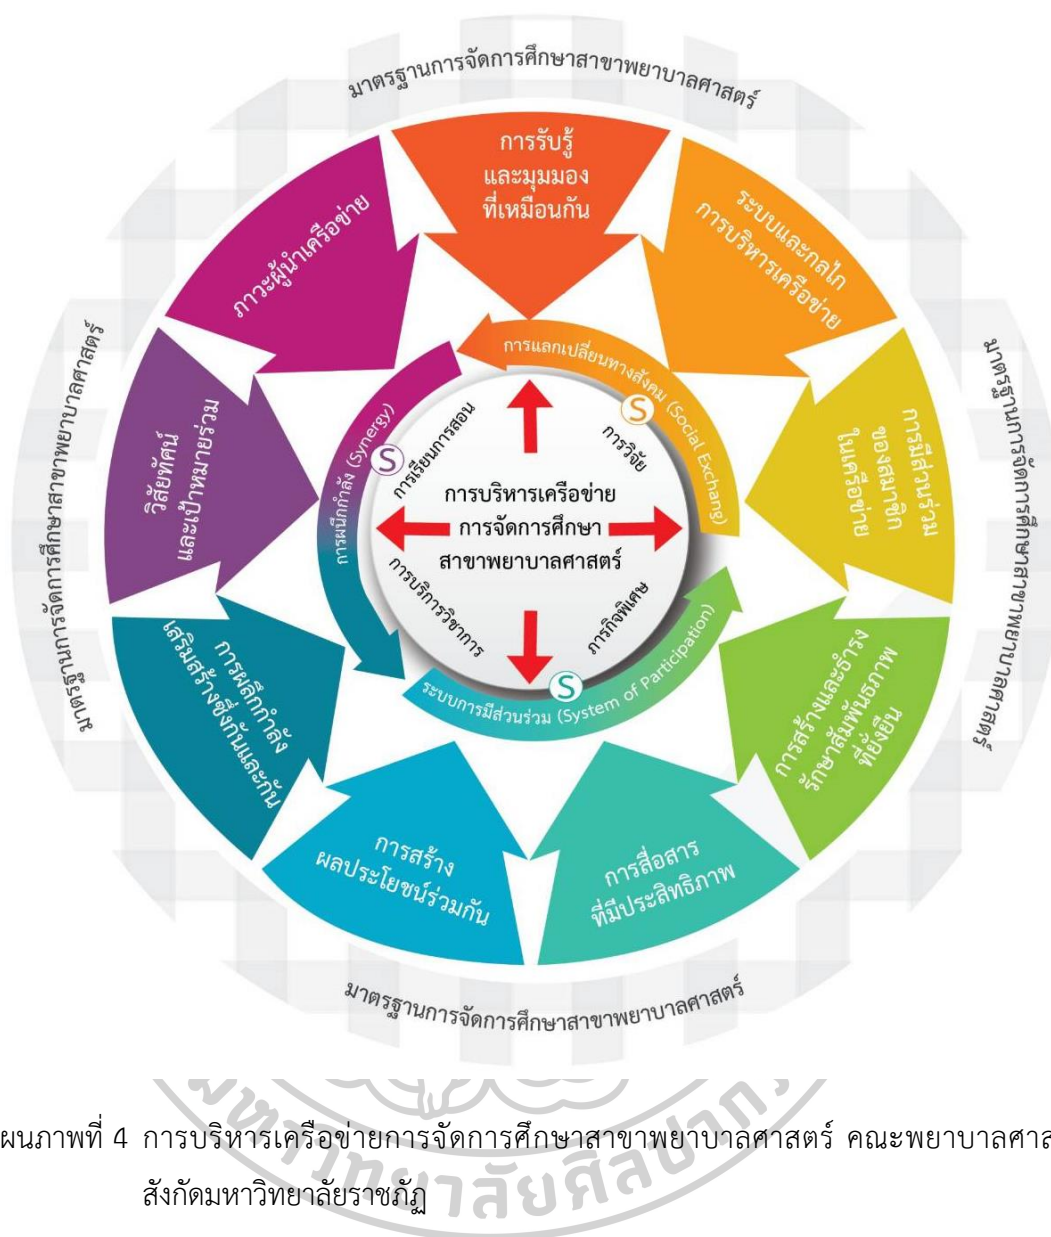 มาตรฐานการจัดการศึกษาสาขาพยาบาลศาสตร์
การรับรู้
และมุมมอง
ที่เหมือนกัน
ระบบและกลไก
การบริหารเครือข่าย
การมีส่วนร่วม
ของสมาชิก
ในเครือข่าย
การสร้างและธำรง
รักษาสัมพันธภาพ
ที่ยั่งยืน
การสื่อสาร
ที่มีประสิทธิภาพ
การสร้าง
ผลประโยชน์ร่วมกัน
การผลึกกำลัง
เสริมสร้างซึ่งกันและกัน
วิสัยทัศน์
และเป้าหมายร่วม
ภาวะผู้นำเครือข่าย
มาตรฐานการจัดการศึกษาสาขาพยาบาลศาสตร์
มาตรฐานการจัดการศึกษาสาขาพยาบาลศาสตร์
การแลกเปลี่ยนทางสังคม (Social Exchang)
S
การผนึกกำลัง (Synergy)
S
ระบบการมีส่วนร่วม (System of Participation)
S
การเรียนการสอน
การวิจัย
การบริหารเครือข่าย
การจัดการศึกษา
สาขาพยาบาลศาสตร์
การบริการวิชาการ
ภารกิจพิเศษ
มาตรฐานการจัดการศึกษาสาขาพยาบาลศาสตร์
ผนภาพที่ 4 การบริหารเครือข่ายการจัดการศึกษาสาขาพยาบาลศาสตร์ คณะพยาบาลศาส
สังกัดมหาวิทยาลัยราชภัฏ
มหาวิทยาลัยศิลปากร